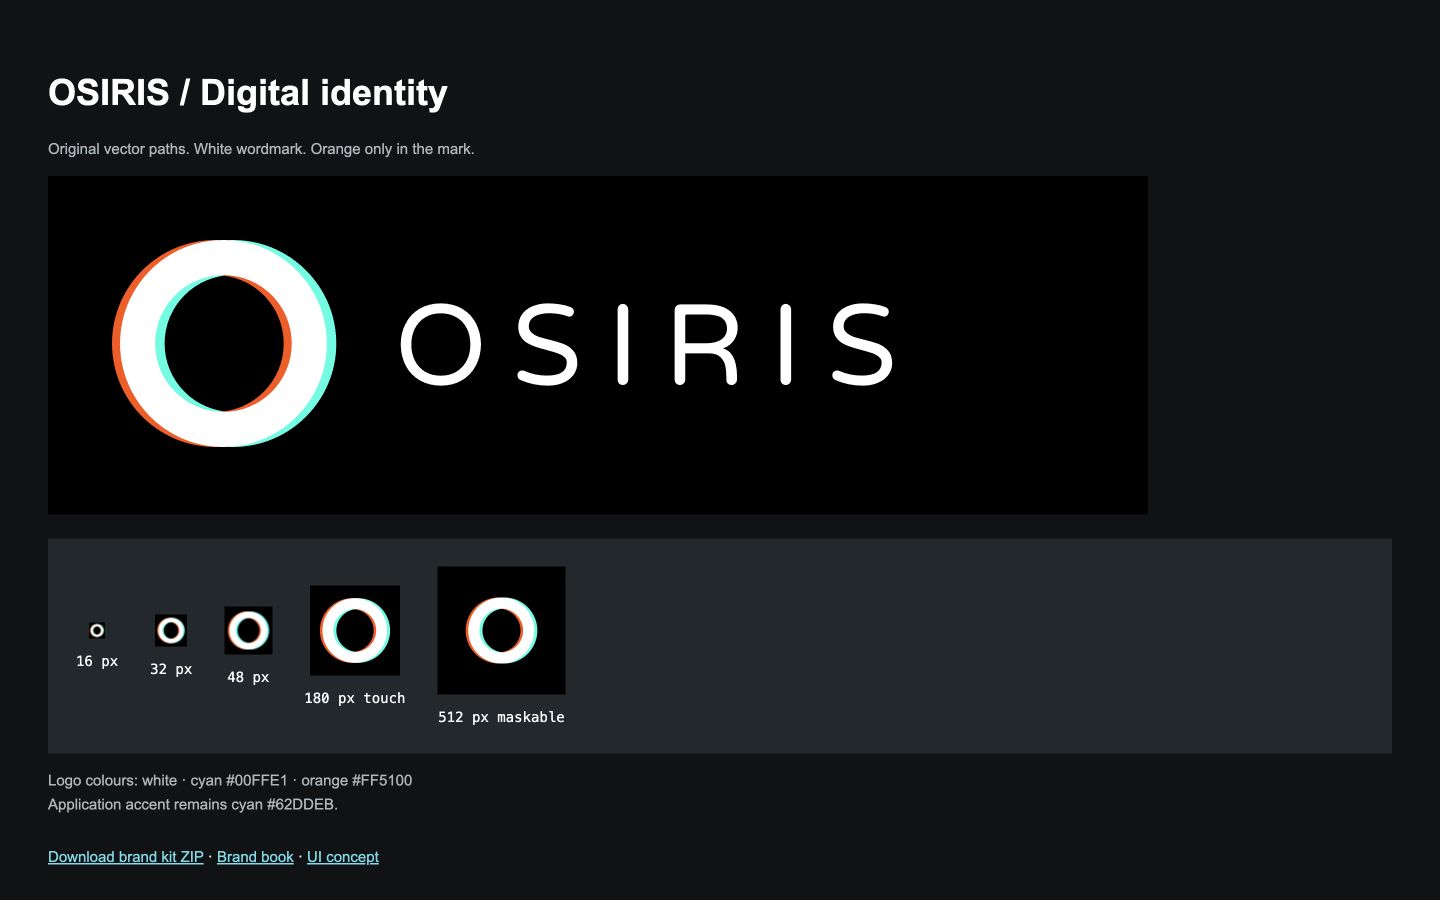 OSIRIS / Digital identity
Original vector paths. White wordmark. Orange only in the mark.
OSIRIS
16 px
32 px
48 px
180 px touch
512 px maskable
Logo colours: white · cyan #00FFE1 · orange #FF5100
Application accent remains cyan #62DDEB.
Download brand kit ZIP · Brand book · UI concept